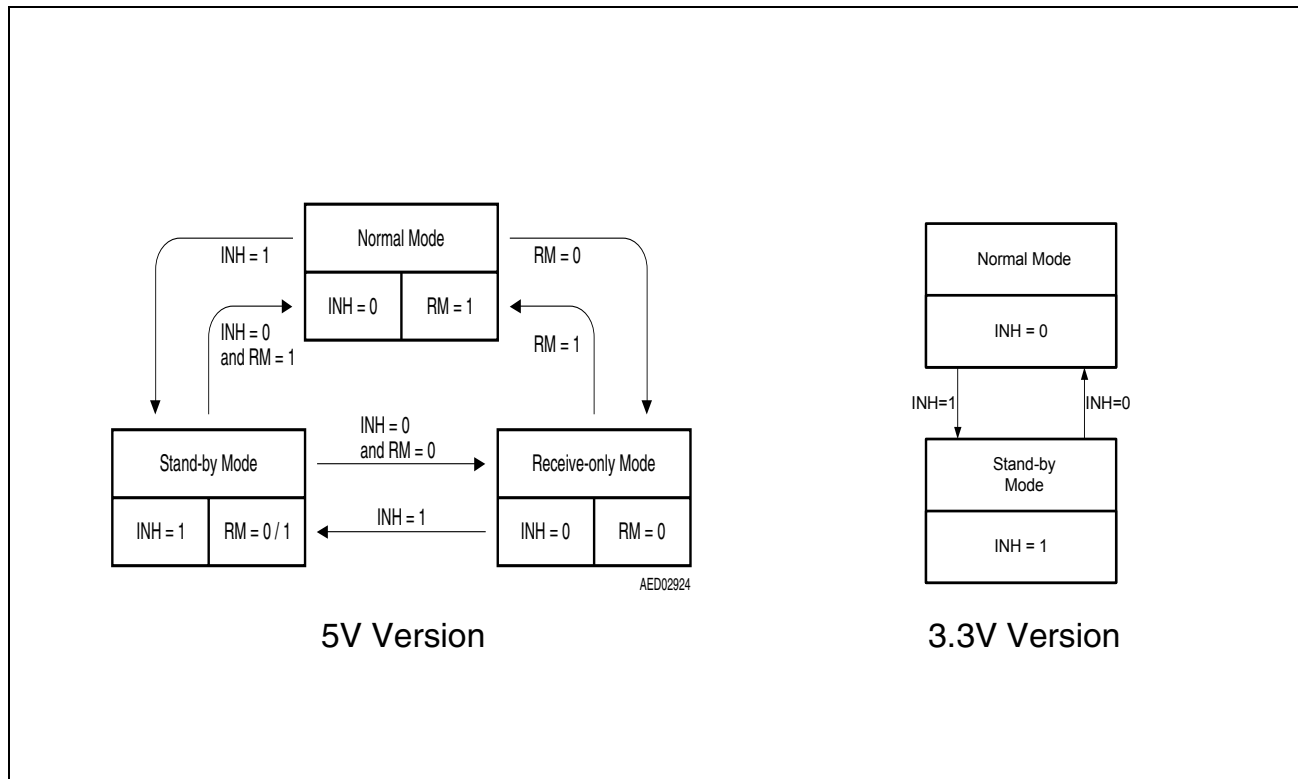 Normal Mode
INH = 0
RM = 1
INH = 1
RM = 0
INH = 0
and RM = 1
RM = 1
Stand-by Mode
INH = 1
RM = 0 / 1
INH = 0
and RM = 0
INH = 1
Receive-only Mode
INH = 0
RM = 0
AED02924
5V Version
Normal Mode
INH = 0
INH=1
INH=0
Stand-by
Mode
INH = 1
3.3V Version